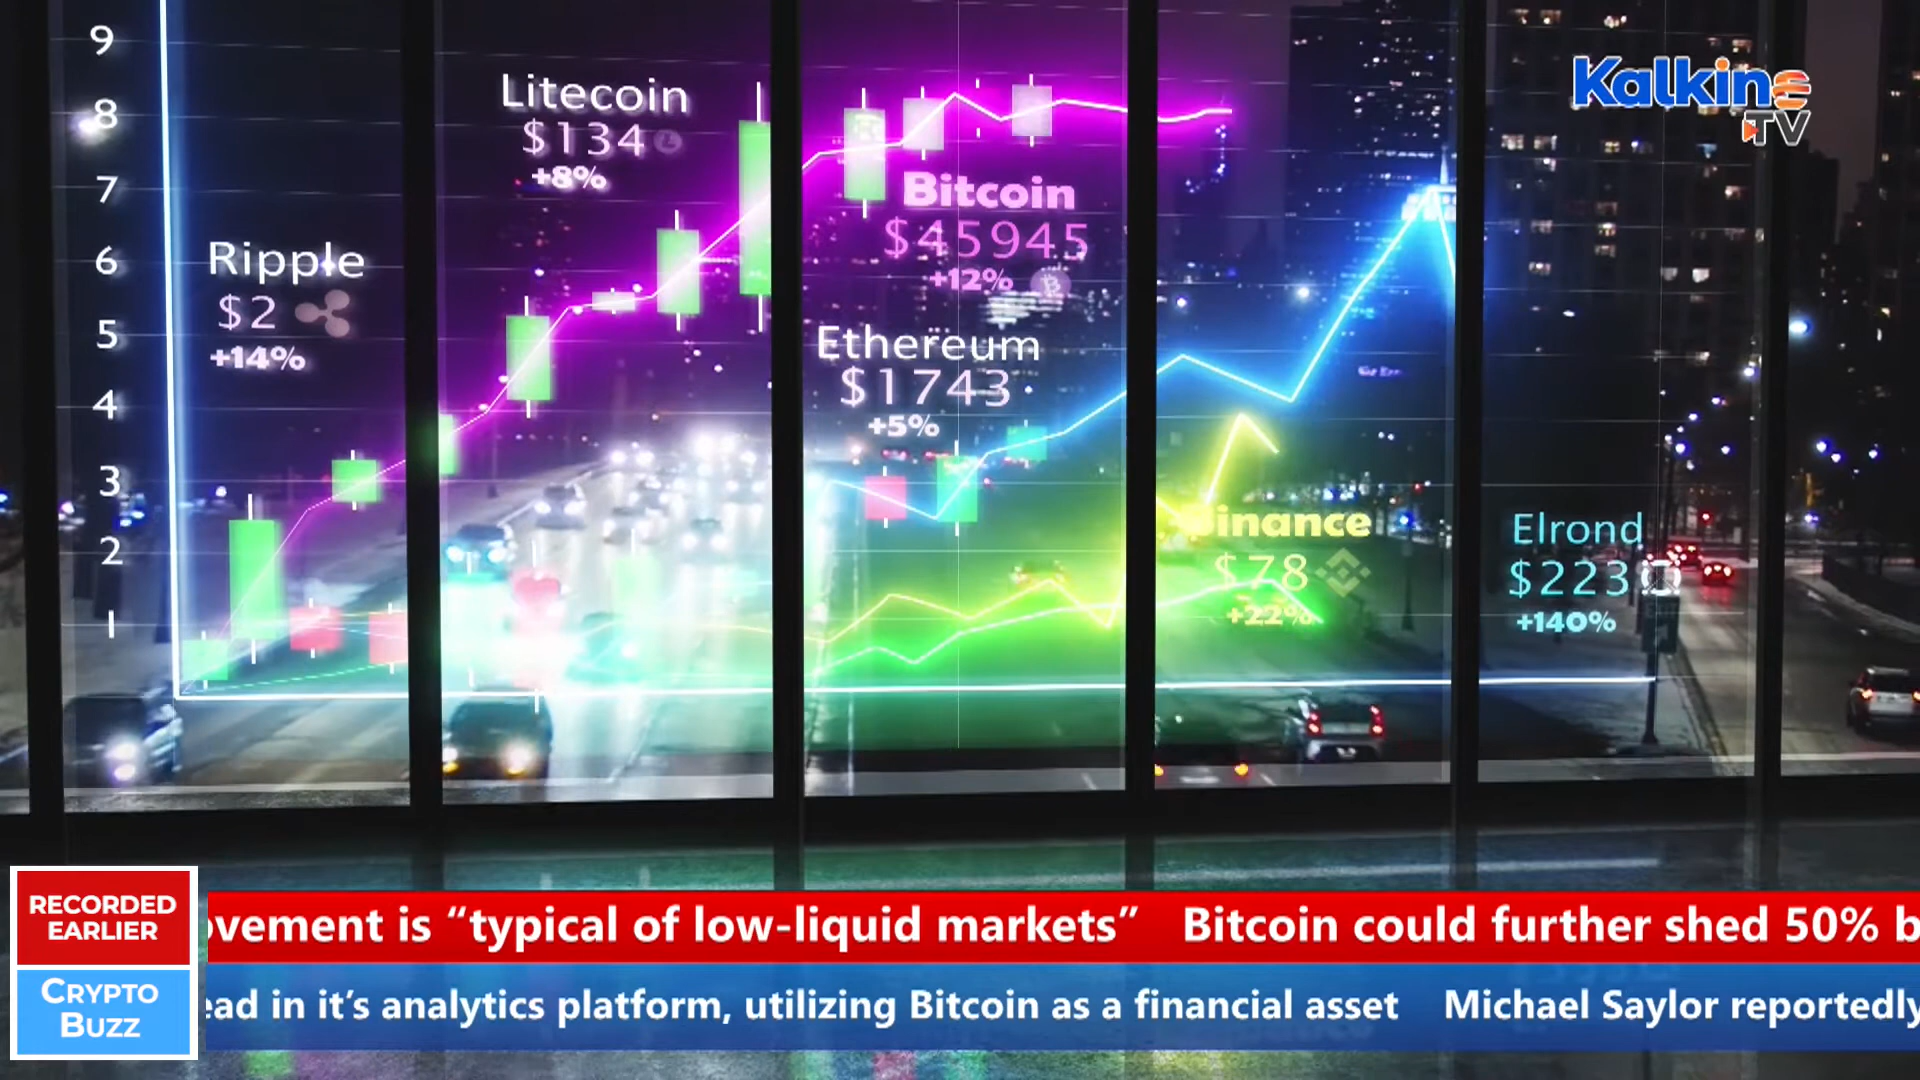 9
8
7
6
5
4
3
2
1
Kalkine
TV
Litecoin
$134
+8%
Bitcoin
$45945
+12%
Ripple
$2
+14%
Ethereum
$1743
+5%
Binance
$78
+22%
Elrond
$223
+140%
RECORDED
EARLIER
ovement is “typical of low-liquid markets” Bitcoin could further shed 50% b
CRYPTO
BUZZ
ead in it’s analytics platform, utilizing Bitcoin as a financial asset Michael Saylor reportedly